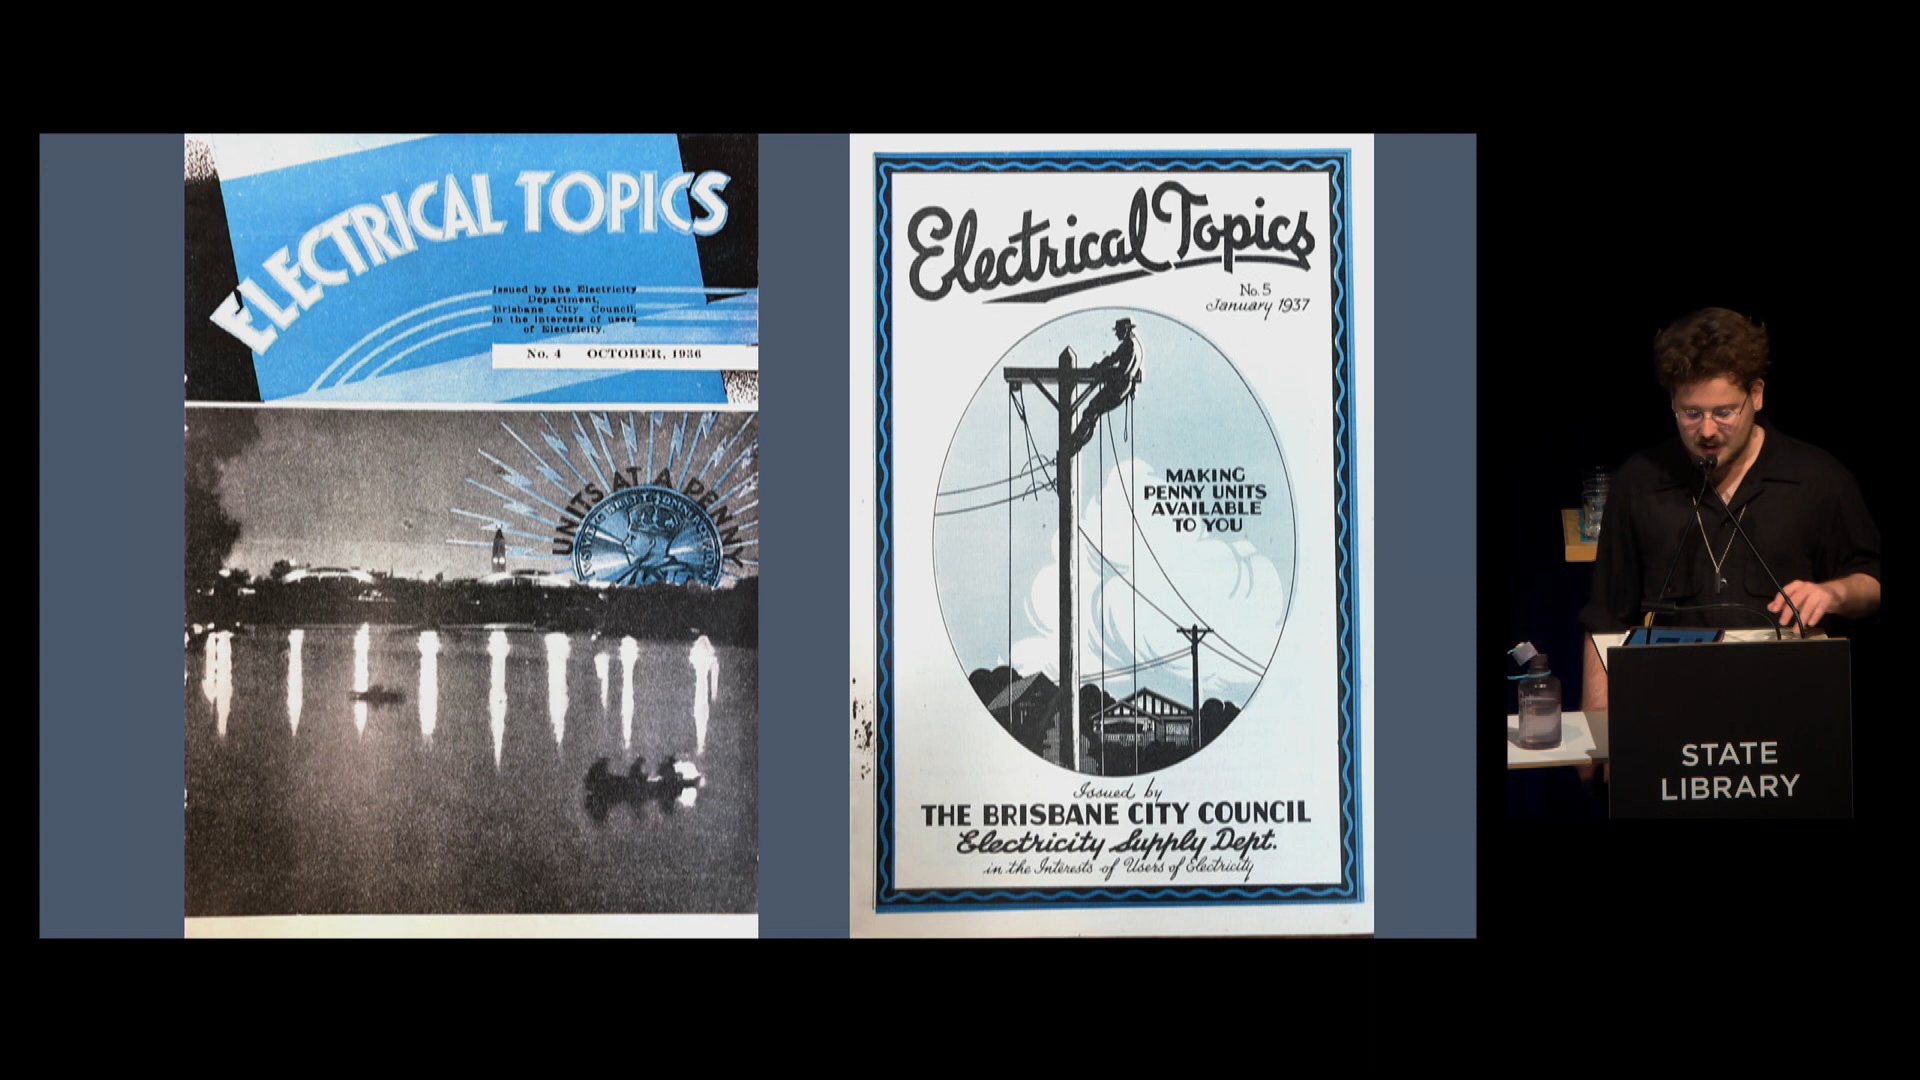 ELECTRICAL TOPICS
Issued by the Electricity
Department,
Brisbane City Council,
in the interests of users
of Electricity.
No. 4 OCTOBER, 1936
UNITS AT A PENNY
Electrical Topics
No. 5
January 1937
MAKING
PENNY UNITS
AVAILABLE
TO YOU
Issued by
THE BRISBANE CITY COUNCIL
Electricity Supply Dept.
in the Interests of Users of Electricity
STATE
LIBRARY